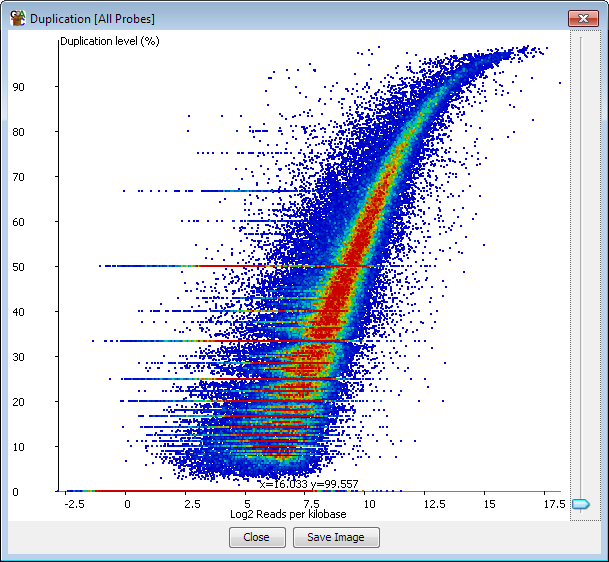 Duplication [All Probes]
Duplication level (%)
90
80
70
60
50
40
30
20
10
0
x=16.033 y=99.557
-2.5 0 2.5 5 7.5 10 12.5 15 17.5
Log2 Reads per kilobase
Close Save Image